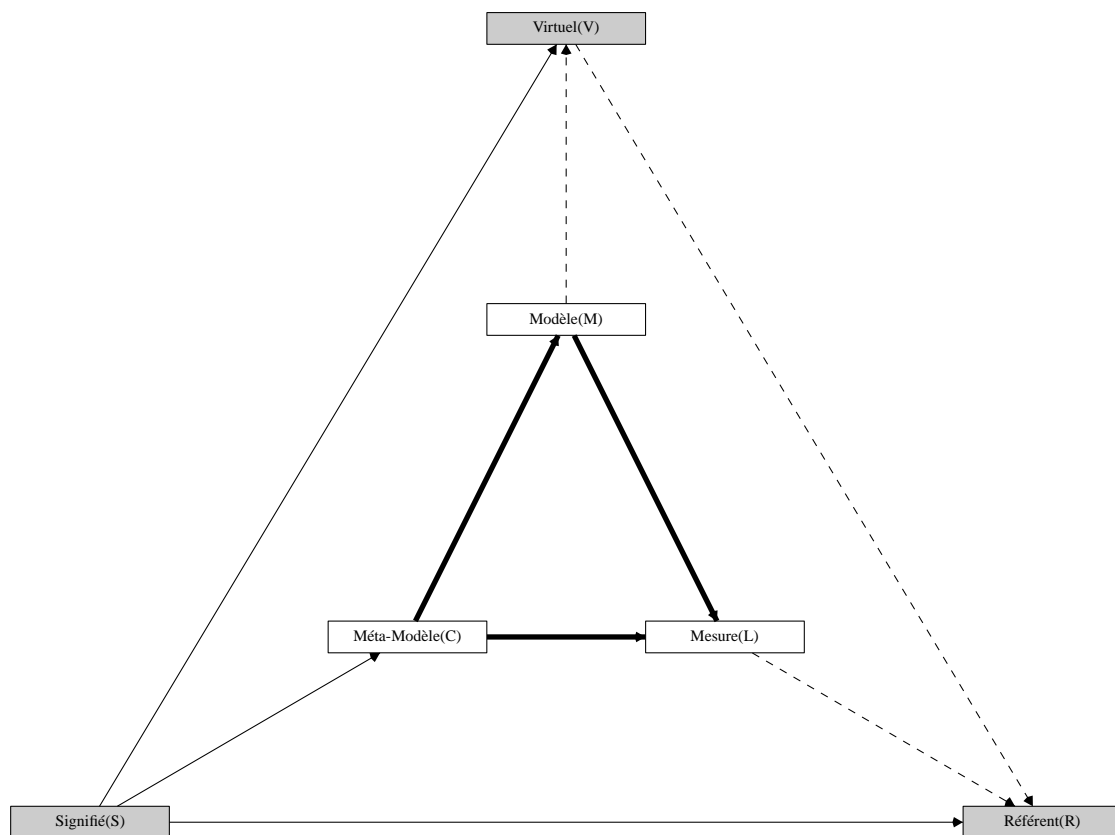 Virtuel(V)
Modèle(M)
Méta-Modèle(C)
Mesure(L)
Signifié(S)
Référent(R)